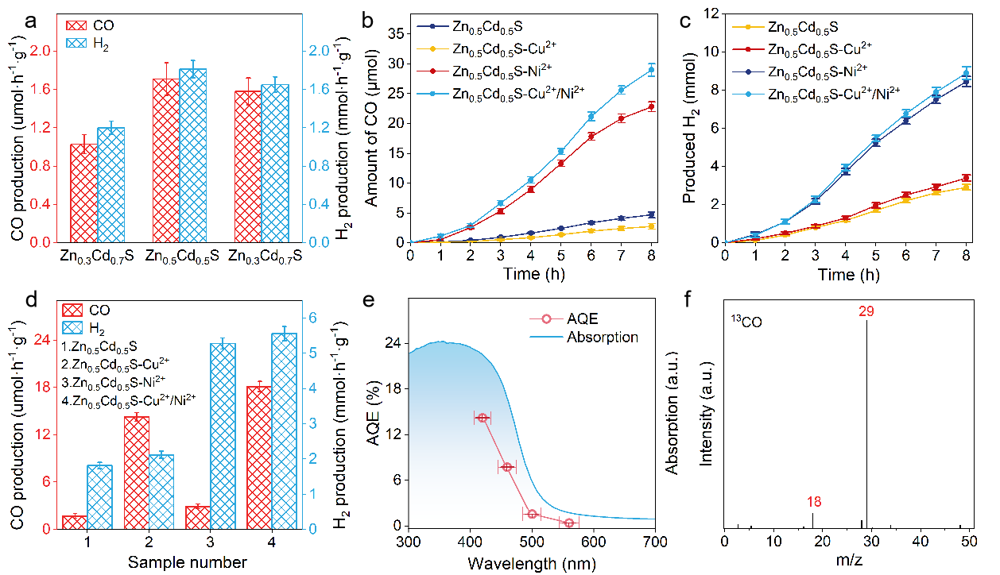 a
CO
H2
CO production (umol·h-1·g-1)
0.0
0.4
0.8
1.2
1.6
2.0
H2 production (mmol·h-1·g-1)
0.0
0.4
0.8
1.2
1.6
2.0
Zn0.3Cd0.7S
Zn0.5Cd0.5S
Zn0.3Cd0.7S
b
Zn0.5Cd0.5S
Zn0.5Cd0.5S-Cu2+
Zn0.5Cd0.5S-Ni2+
Zn0.5Cd0.5S-Cu2+/Ni2+
Amount of CO (μmol)
0
5
10
15
20
25
30
35
0 1 2 3 4 5 6 7 8
Time (h)
c
Zn0.5Cd0.5S
Zn0.5Cd0.5S-Cu2+
Zn0.5Cd0.5S-Ni2+
Zn0.5Cd0.5S-Cu2+/Ni2+
Produced H2 (mmol)
0
2
4
6
8
10
12
0 1 2 3 4 5 6 7 8
Time (h)
d
CO
H2
1.Zn0.5Cd0.5S
2.Zn0.5Cd0.5S-Cu2+
3.Zn0.5Cd0.5S-Ni2+
4.Zn0.5Cd0.5S-Cu2+/Ni2+
CO production (umol·h-1·g-1)
0
6
12
18
24
H2 production (mmol·h-1·g-1)
0
1
2
3
4
5
6
1 2 3 4
Sample number
e
AQE
Absorption
AQE (%)
0
6
12
18
24
Absorption (a.u.)
300 400 500 600 700
Wavelength (nm)
f
13CO
29
18
Intensity (a.u.)
0 10 20 30 40 50
m/z